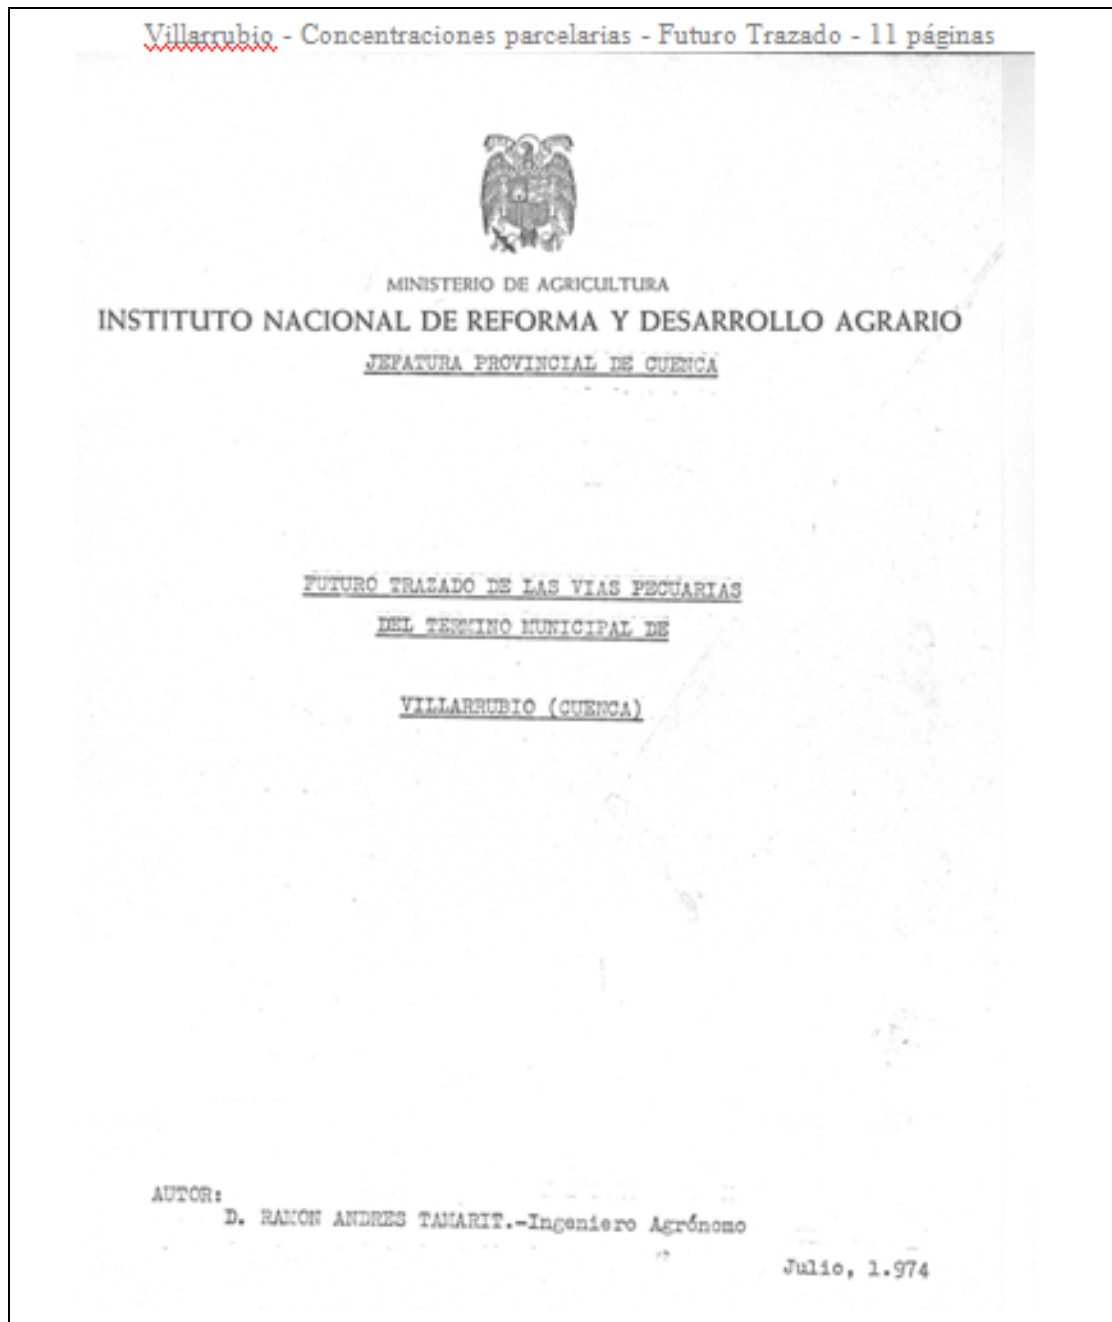 Villarrubio - Concentraciones parcelarias - Futuro Trazado - 11 páginas
MINISTERIO DE AGRICULTURA
INSTITUTO NACIONAL DE REFORMA Y DESARROLLO AGRARIO
JEFATURA PROVINCIAL DE CUENCA
FUTURO TRAZADO DE LAS VIAS PECUARIAS
DEL TERMINO MUNICIPAL DE
VILLARRUBIO (CUENCA)
AUTOR:
D. RAMON ANDRES TAMARIT.-Ingeniero Agrónomo
Julio, 1.974